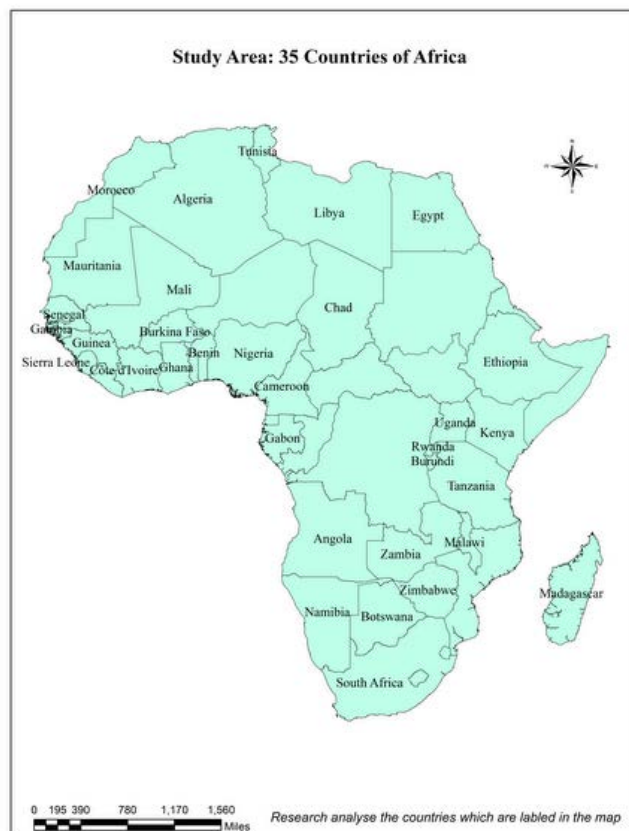 Study Area: 35 Countries of Africa
Tunista
Morocco
Algeria
Libya
Egypt
Mauritania
Mali
Chad
Senegal
Gambia
Guinea
Burkina Faso
Benin
Nigeria
Ethiopia
Sierra Leone
Côte d'Ivoire
Ghana
Cameroon
Gabon
Uganda
Kenya
Rwanda
Burundi
Tanzania
Angola
Zambia
Malawi
Zimbabwe
Madagascar
Namibia
Botswana
South Africa
0 195 390 780 1,170 1,560
Miles
Research analyse the countries which are labled in the map